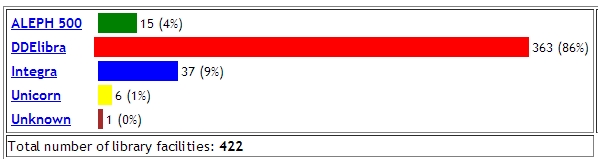 ALEPH 500 15 (4%)
DDElibra 363 (86%)
Integra 37 (9%)
Unicorn 6 (1%)
Unknown 1 (0%)
Total number of library facilities: 422